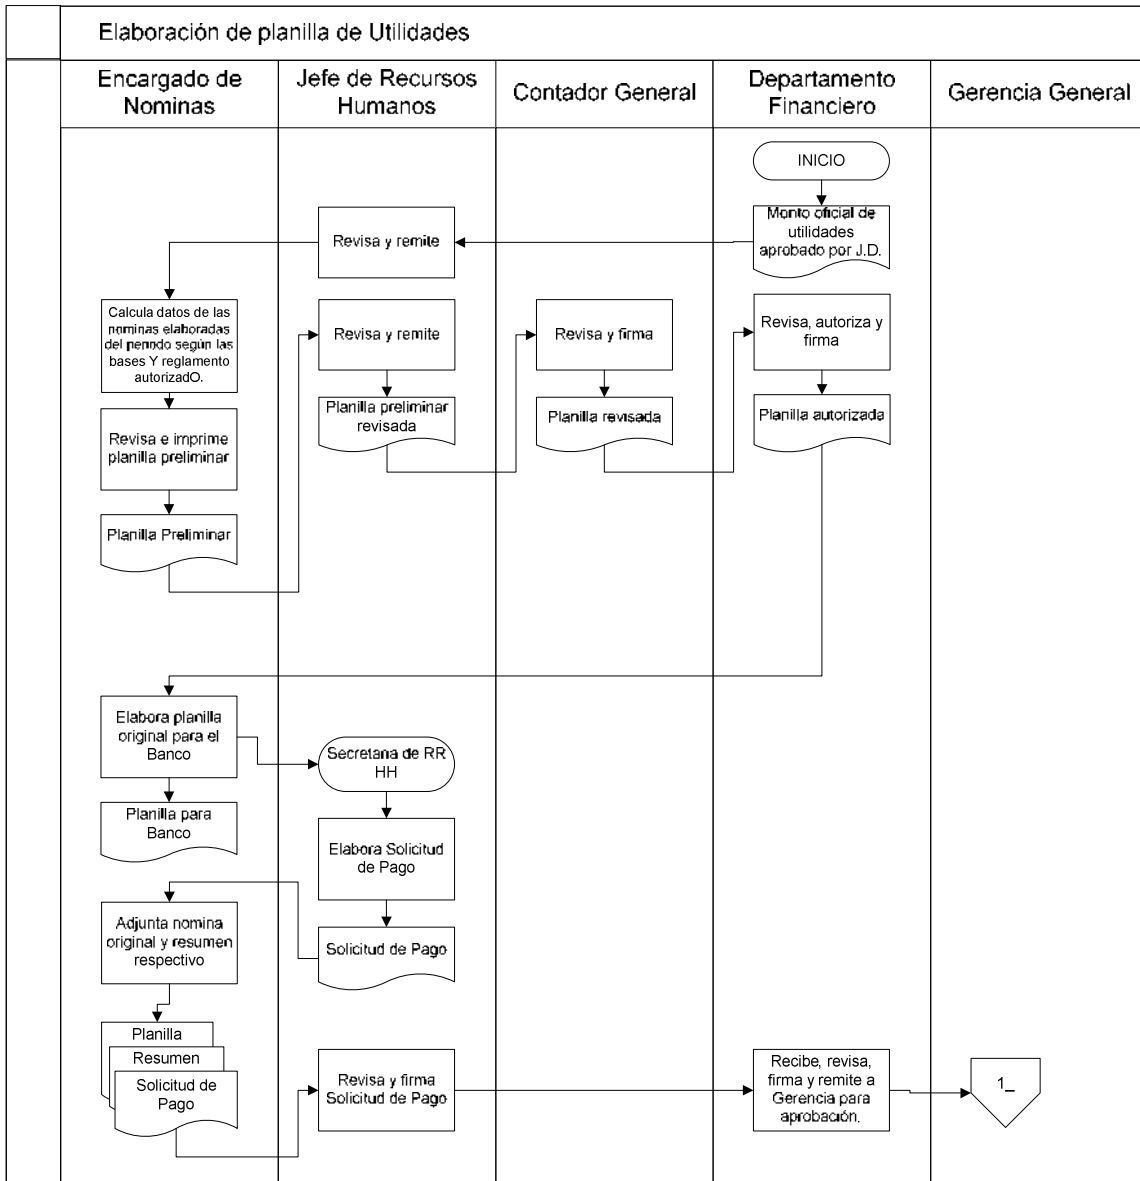 Elaboración de planilla de Utilidades
Encargado de
Nominas
Jefe de Recursos
Humanos
Contador General
Departamento
Financiero
Gerencia General
INICIO
Monto oficial de
utilidades
aprobado por J.D.
Revisa y remite
Calcula datos de las
nominas elaboradas
del periodo según las
bases Y reglamento
autorizadO.
Revisa y remite
Revisa y firma
Revisa, autoriza y
firma
Planilla preliminar
revisada
Planilla revisada
Planilla autorizada
Revisa e imprime
planilla preliminar
Planilla Preliminar
Elabora planilla
original para el
Banco
Secretaria de RR
HH
Planilla para
Banco
Elabora Solicitud
de Pago
Adjunta nomina
original y resumen
respectivo
Solicitud de Pago
Planilla
Resumen
Solicitud de
Pago
Revisa y firma
Solicitud de Pago
Recibe, revisa,
firma y remite a
Gerencia para
aprobación.
1_